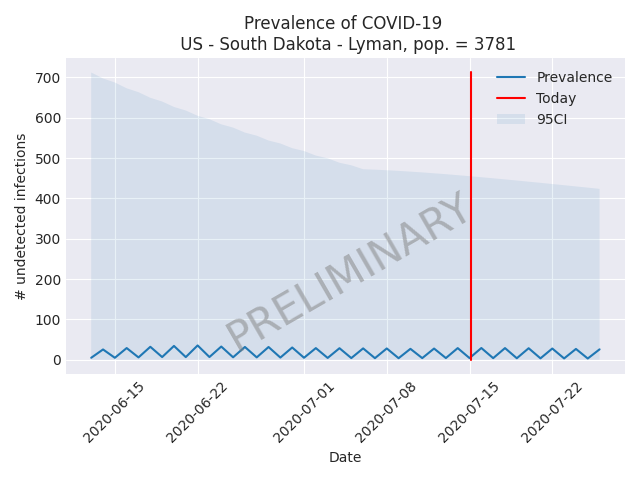 Prevalence of COVID-19
US - South Dakota - Lyman, pop. = 3781
Prevalence
Today
95CI
700
600
500
400
300
200
100
0
# undetected infections
PRELIMINARY
2020-06-15
2020-06-22
2020-07-01
2020-07-08
2020-07-15
2020-07-22
Date